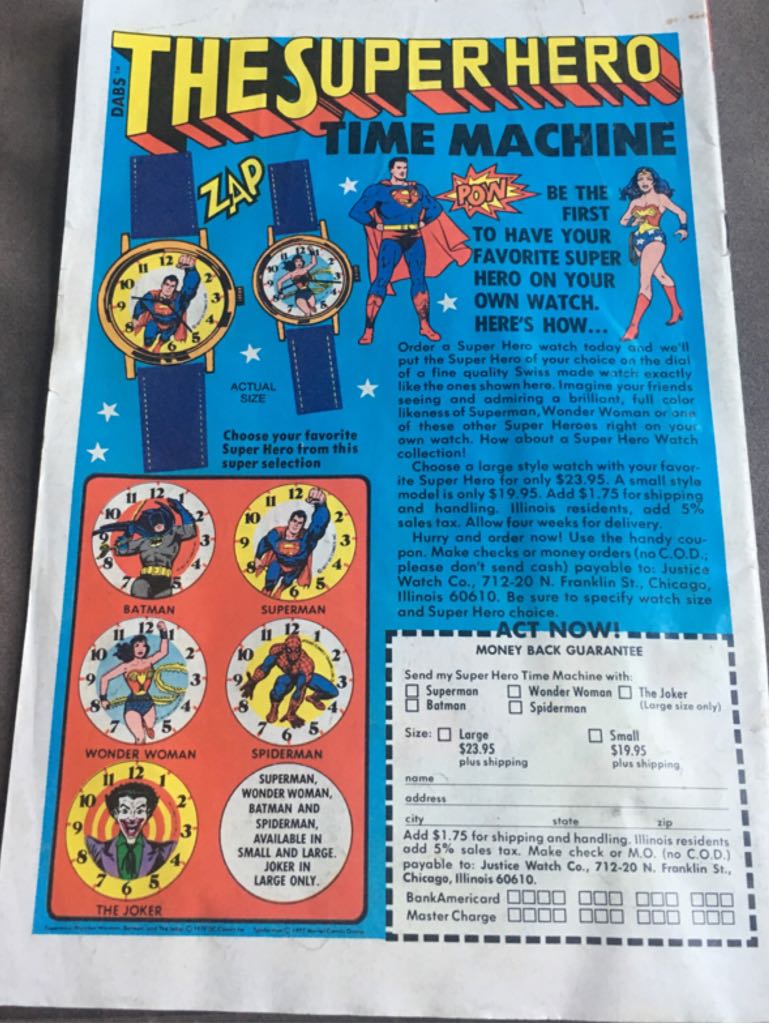 DABS™
THE SUPER HERO
TIME MACHINE
ZAP
POW
BE THE
FIRST
TO HAVE YOUR
FAVORITE SUPER
HERO ON YOUR
OWN WATCH.
HERE'S HOW...
ACTUAL
SIZE
Choose your favorite
Super Hero from this
super selection
Order a Super Hero watch today and we'll
put the Super Hero of your choice on the dial
of a fine quality Swiss made watch exactly
like the ones shown here. Imagine your friends
seeing and admiring a brilliant, full color
likeness of Superman, Wonder Woman or one
of these other Super Heroes right on your
own watch. How about a Super Hero Watch
collection!
Choose a large style watch with your favor-
ite Super Hero for only $23.95. A small style
model is only $19.95. Add $1.75 for shipping
and handling. Illinois residents, add 5%
sales tax. Allow four weeks for delivery.
Hurry and order now! Use the handy cou-
pon. Make checks or money orders (no C.O.D.;
please don't send cash) payable to: Justice
Watch Co., 712-20 N. Franklin St., Chicago,
Illinois 60610. Be sure to specify watch size
and Super Hero choice.
BATMAN
SUPERMAN
WONDER WOMAN
SPIDERMAN
THE JOKER
SUPERMAN,
WONDER WOMAN,
BATMAN AND
SPIDERMAN,
AVAILABLE IN
SMALL AND LARGE.
JOKER IN
LARGE ONLY.
ACT NOW!
MONEY BACK GUARANTEE
Send my Super Hero Time Machine with:
Superman Wonder Woman The Joker
Batman Spiderman (Large size only)
Size: Large Small
$23.95 $19.95
plus shipping plus shipping
name
address
city state zip
Add $1.75 for shipping and handling. Illinois residents
add 5% sales tax. Make check or M.O. (no C.O.D.)
payable to: Justice Watch Co., 712-20 N. Franklin St.,
Chicago, Illinois 60610.
BankAmericard
Master Charge